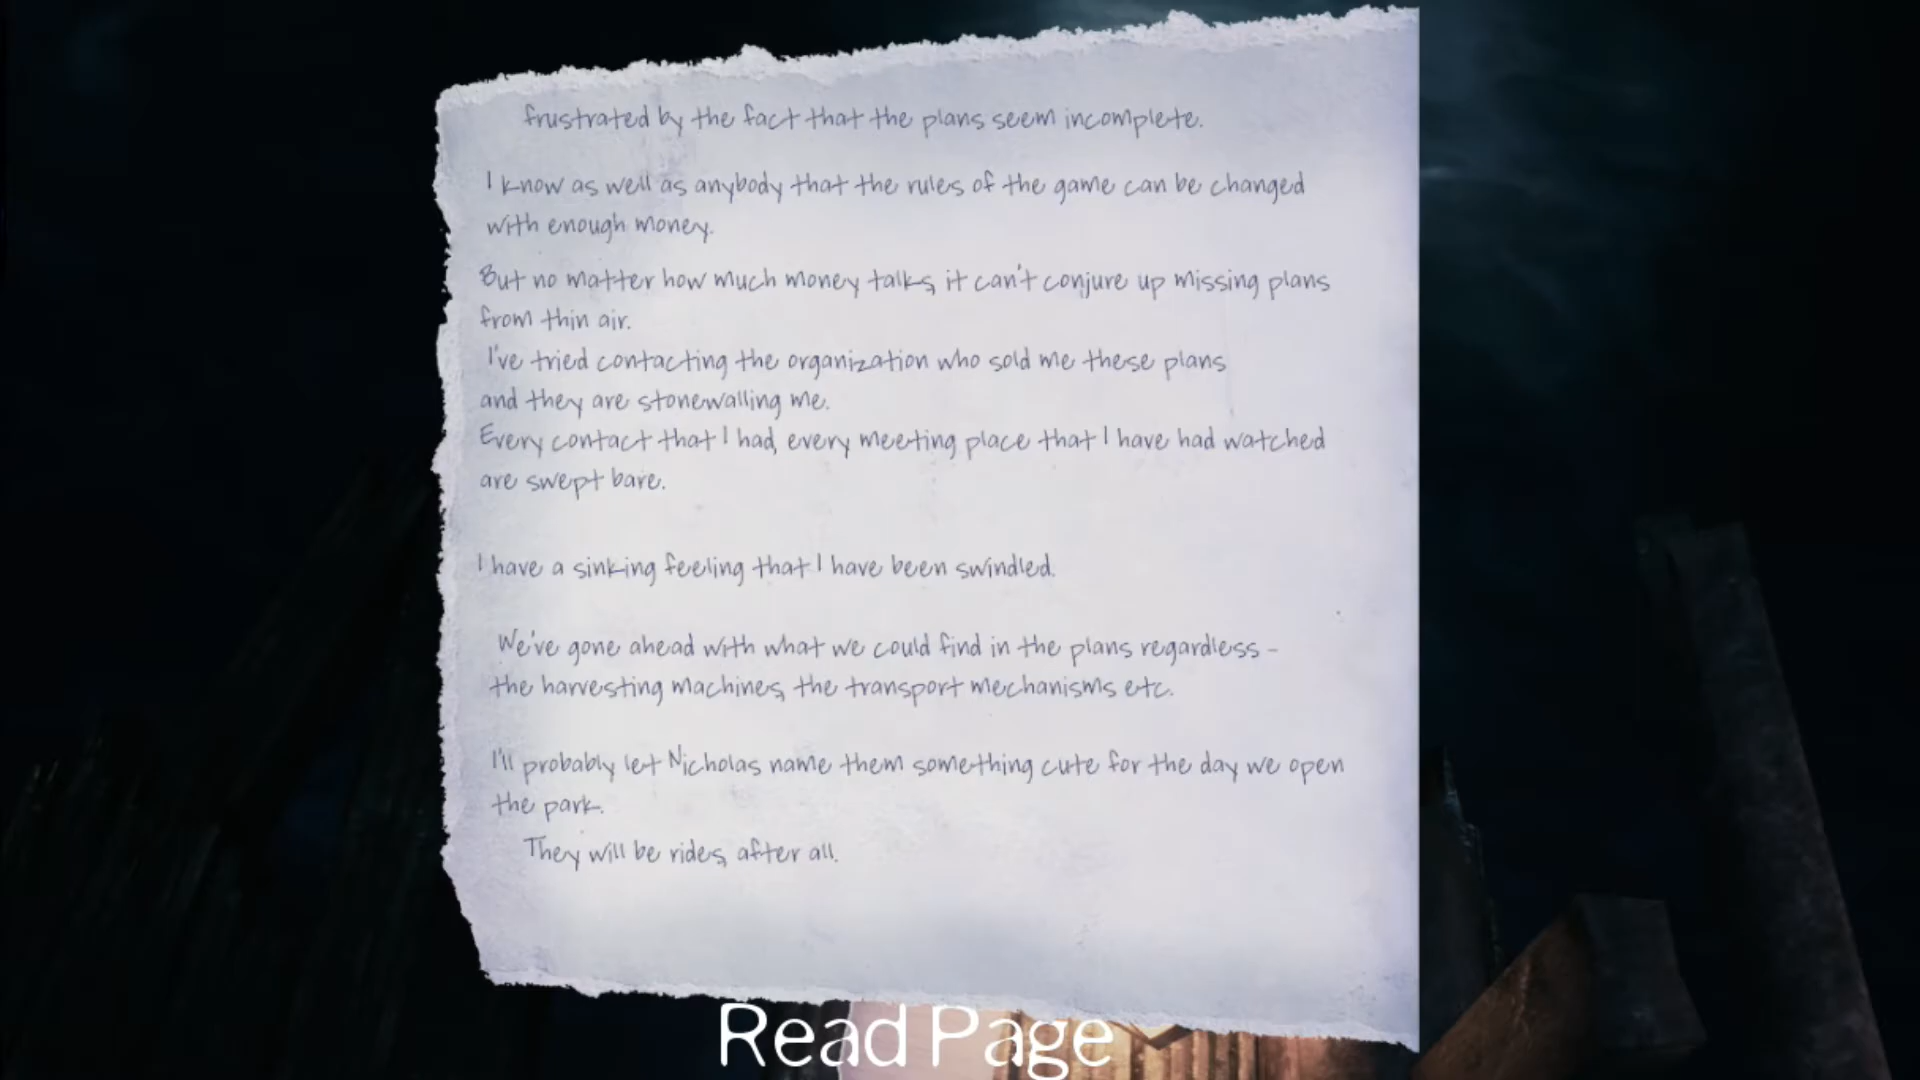 frustrated by the fact that the plans seem incomplete.
I know as well as anybody that the rules of the game can be changed
with enough money.
But no matter how much money talks, it can't conjure up missing plans
from thin air.
I've tried contacting the organization who sold me these plans
and they are stonewalling me.
Every contact that I had, every meeting place that I have had watched
are swept bare.
I have a sinking feeling that I have been swindled.
We've gone ahead with what we could find in the plans regardless -
the harvesting machines, the transport mechanisms etc.
I'll probably let Nicholas name them something cute for the day we open
the park.
They will be rides, after all.
Read Page